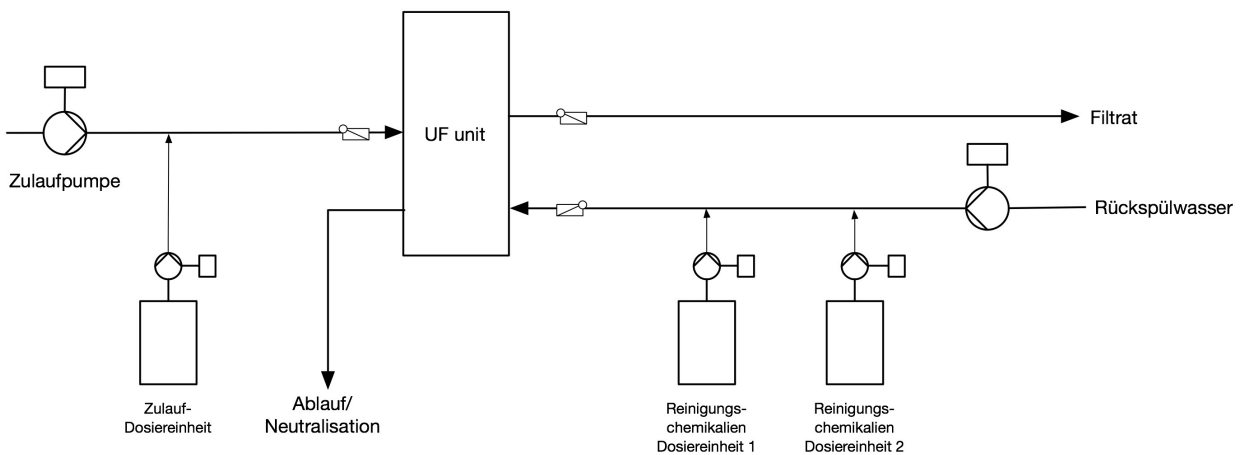 UF unit
Filtrat
Zulaufpumpe
Rückspülwasser
Zulauf-
Dosiereinheit
Ablauf/
Neutralisation
Reinigungs-
chemikalien
Dosiereinheit 1
Reinigungs-
chemikalien
Dosiereinheit 2